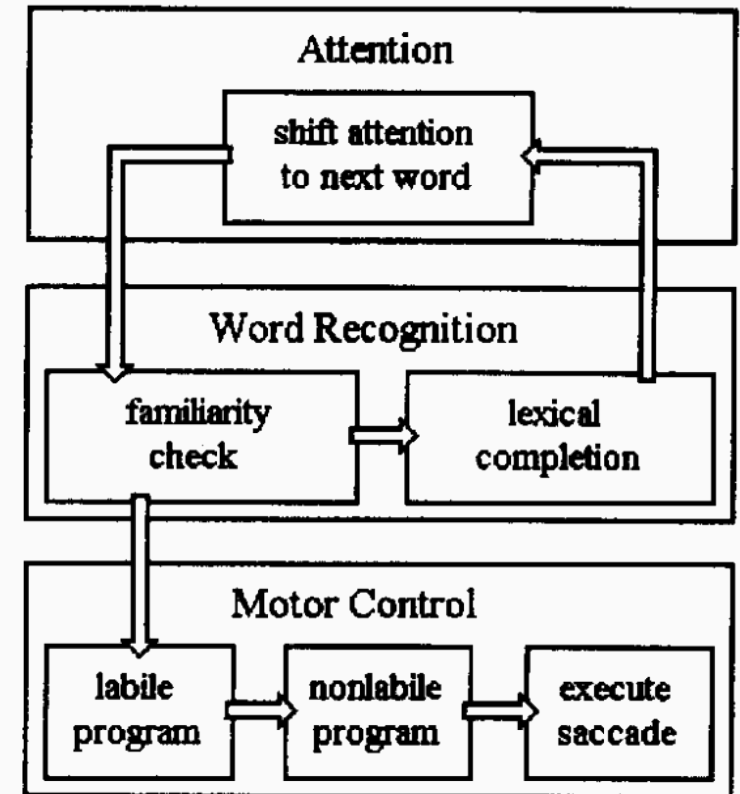 Attention
shift attention
to next word
Word Recognition
familiarity
check
lexical
completion
Motor Control
labile
program
nonlabile
program
execute
saccade